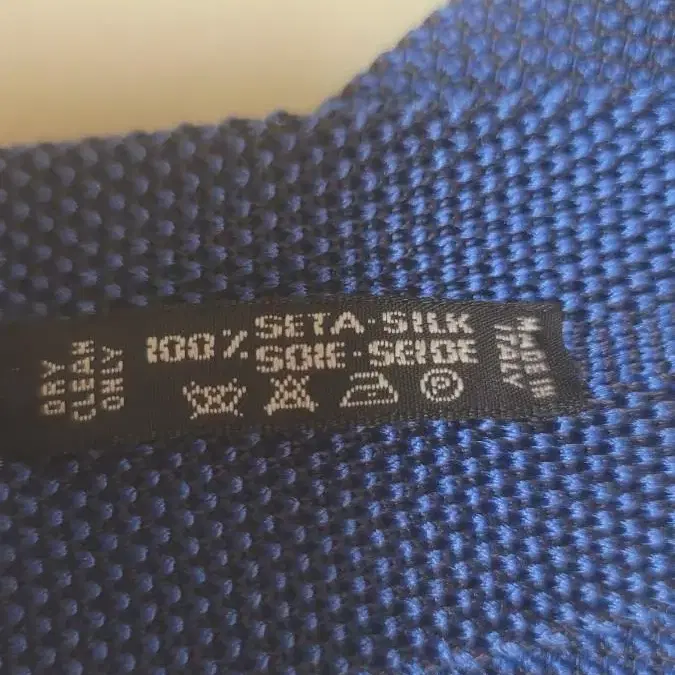 DRY
CLEAN
ONLY
100% SETA·SILK
SOIE·SEIDE
P
MADE IN
ITALY